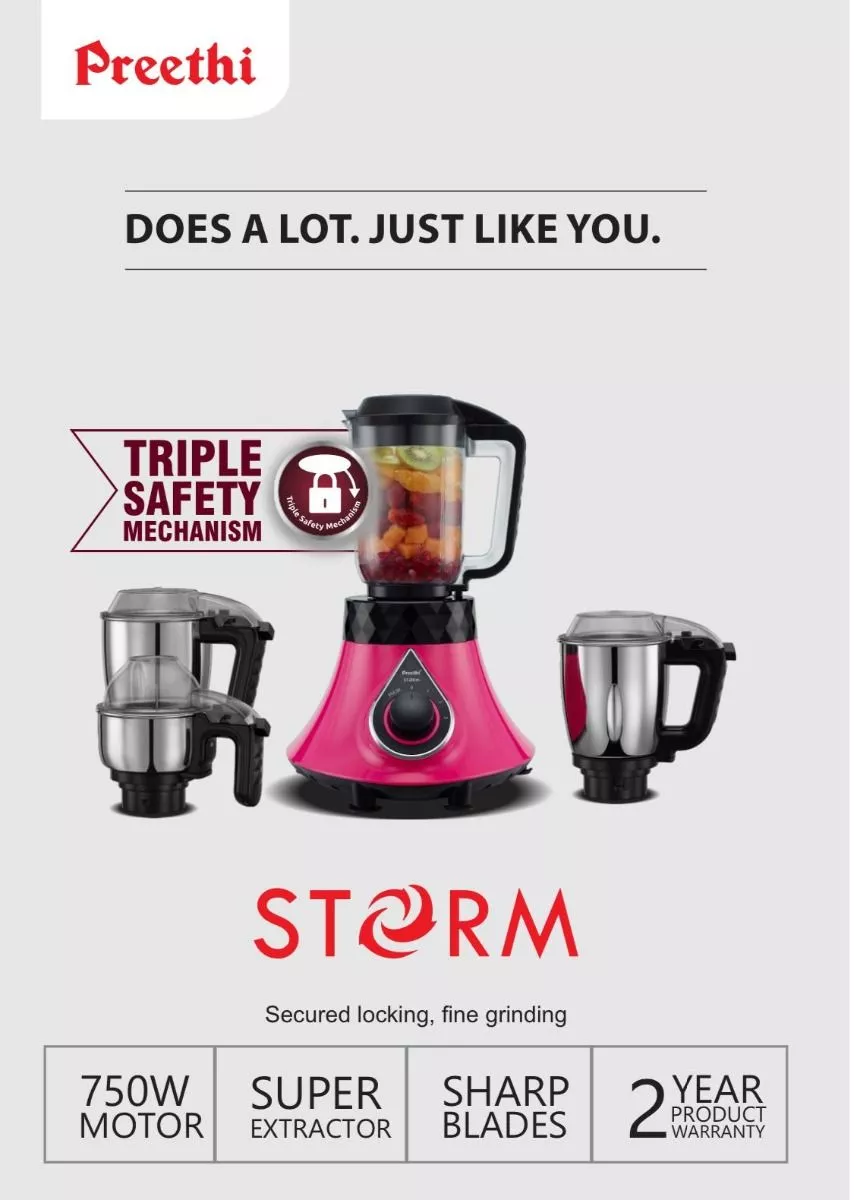 Preethi
DOES A LOT. JUST LIKE YOU.
TRIPLE
SAFETY
MECHANISM
Triple Safety Mechanism
Preethi
STORM
Secured locking, fine grinding
750W
MOTOR
SUPER
EXTRACTOR
SHARP
BLADES
2 YEAR
PRODUCT
WARRANTY